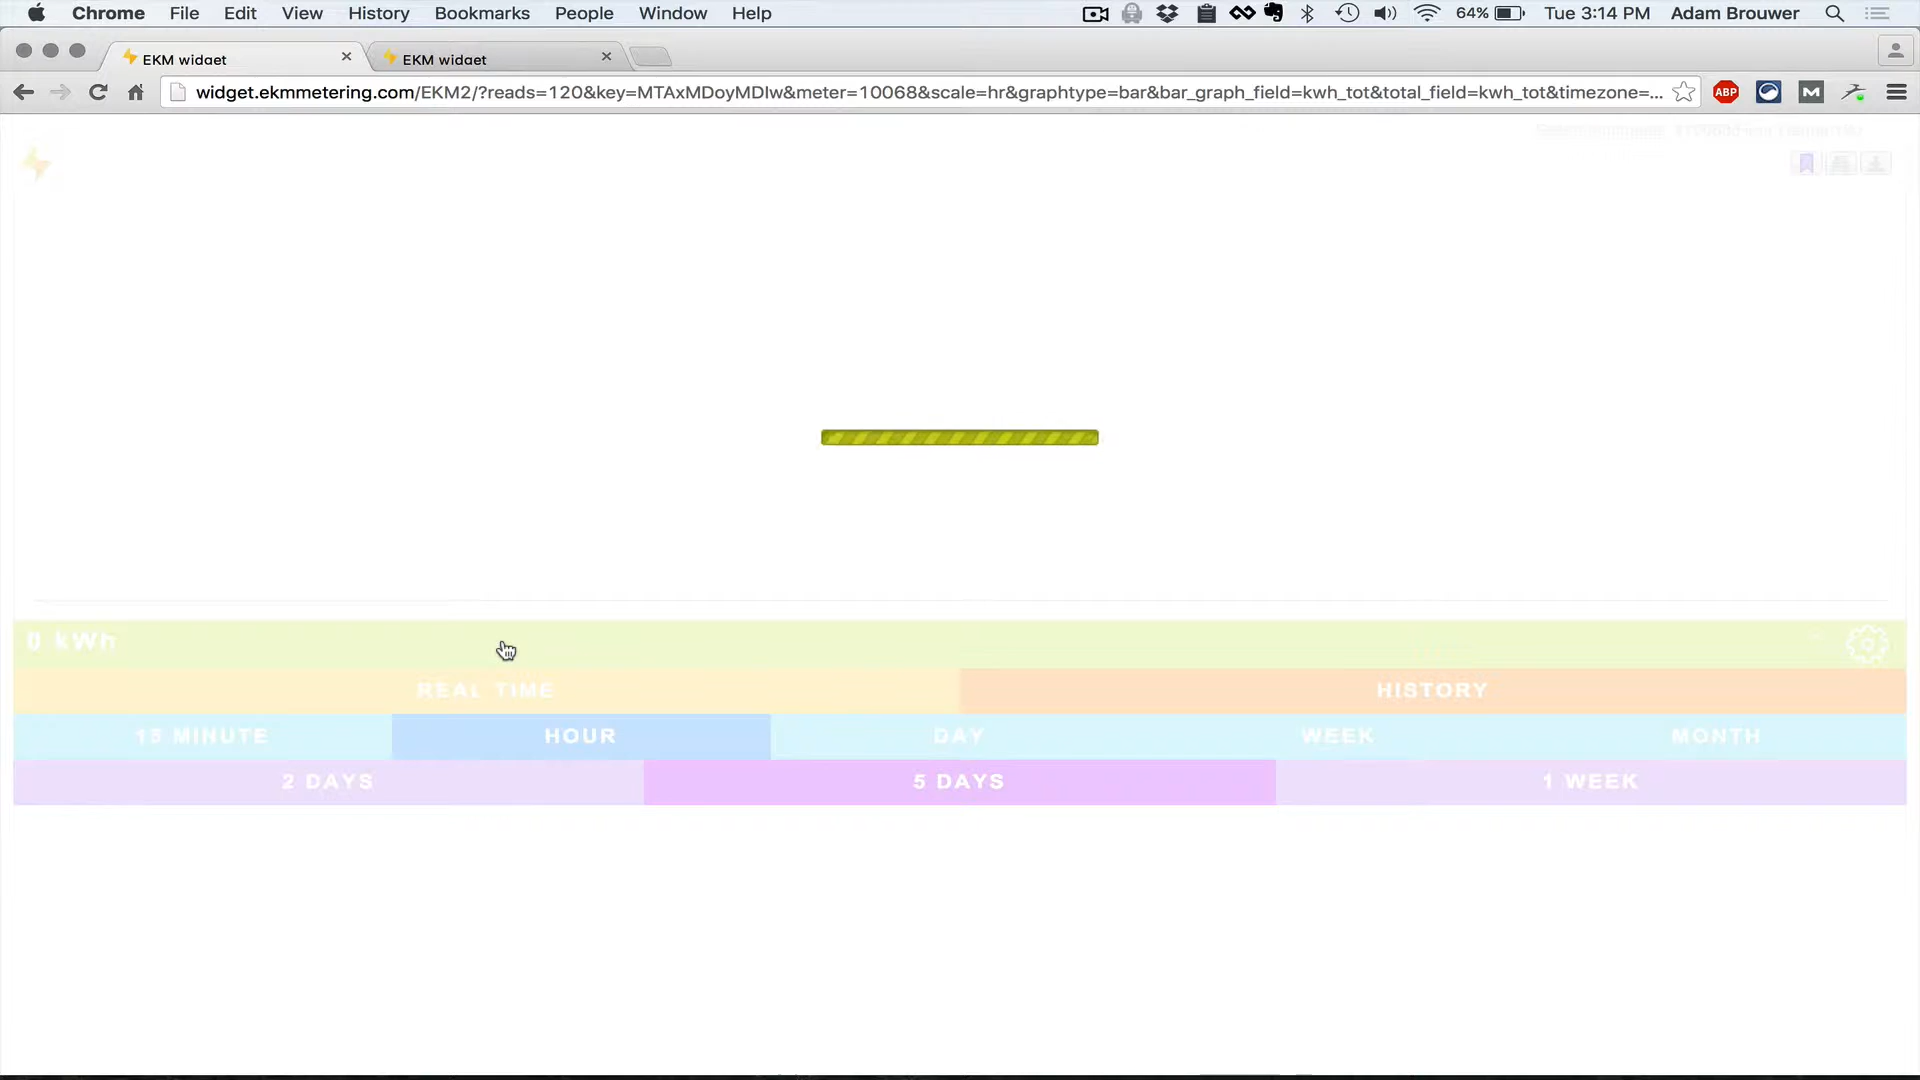 Chrome File Edit View History Bookmarks People Window Help 64% Tue 3:14 PM Adam Brouwer
EKM widget EKM widget
widget.ekmmetering.com/EKM2/?reads=120&key=MTAxMDoyMDIw&meter=10068&scale=hr&graphtype=bar&bar_graph_field=kwh_tot&total_field=kwh_tot&timezone=...
ABP
0 kWh
REAL TIME HISTORY
15 MINUTE HOUR DAY WEEK MONTH
2 DAYS 5 DAYS 1 WEEK